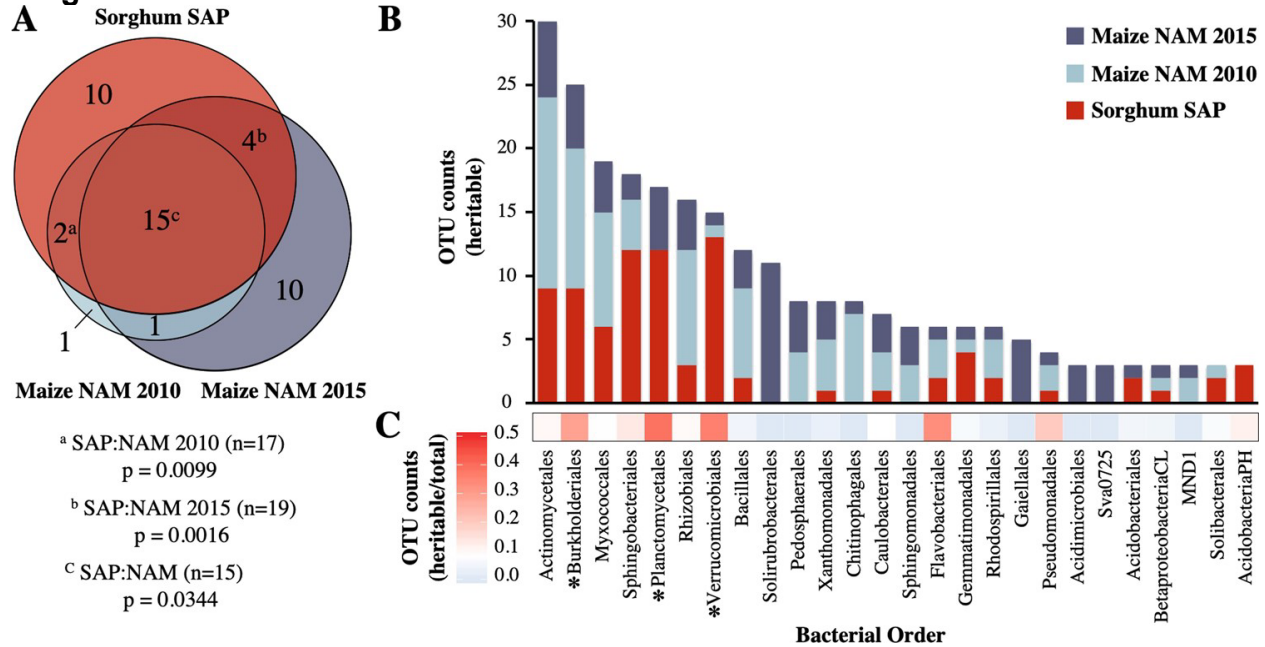 A
Sorghum SAP
10
4b
2a
15c
10
1
1
Maize NAM 2010
Maize NAM 2015
a SAP:NAM 2010 (n=17)
p = 0.0099
b SAP:NAM 2015 (n=19)
p = 0.0016
C SAP:NAM (n=15)
p = 0.0344
B
OTU counts
(heritable)
30
25
20
15
10
5
0
Maize NAM 2015
Maize NAM 2010
Sorghum SAP
C
OTU counts
(heritable/total)
0.5
0.4
0.3
0.2
0.1
0.0
Actinomycetales
*Burkholderiales
Myxococcales
Sphingobacteriales
*Planctomycetales
Rhizobiales
*Verrucomicrobiales
Bacillales
Solirubrobacterales
Pedosphaerales
Xanthomonadales
Chitinophagales
Caulobacterales
Sphingomonadales
Flavobacteriales
Gemmatimonadales
Rhodospirillales
Gaiellales
Pseudomonadales
Acidimicrobiales
Sva0725
Acidobacteriales
BetaproteobacteriaCL
MND1
Solibacterales
AcidobacteriaPH
Bacterial Order